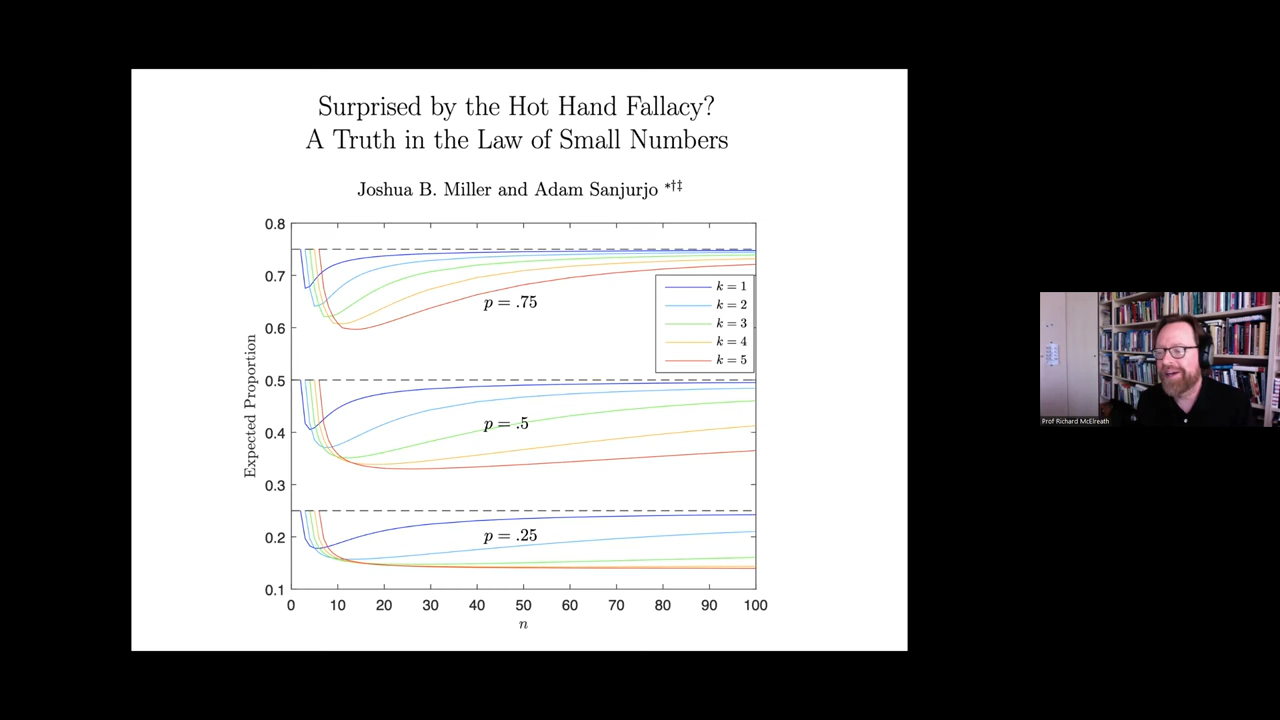 Surprised by the Hot Hand Fallacy?
A Truth in the Law of Small Numbers
Joshua B. Miller and Adam Sanjurjo *†‡
0.8
0.7
0.6
0.5
0.4
0.3
0.2
0.1
Expected Proportion
p = .75
p = .5
p = .25
k = 1
k = 2
k = 3
k = 4
k = 5
0 10 20 30 40 50 60 70 80 90 100
n
Prof Richard McElreath